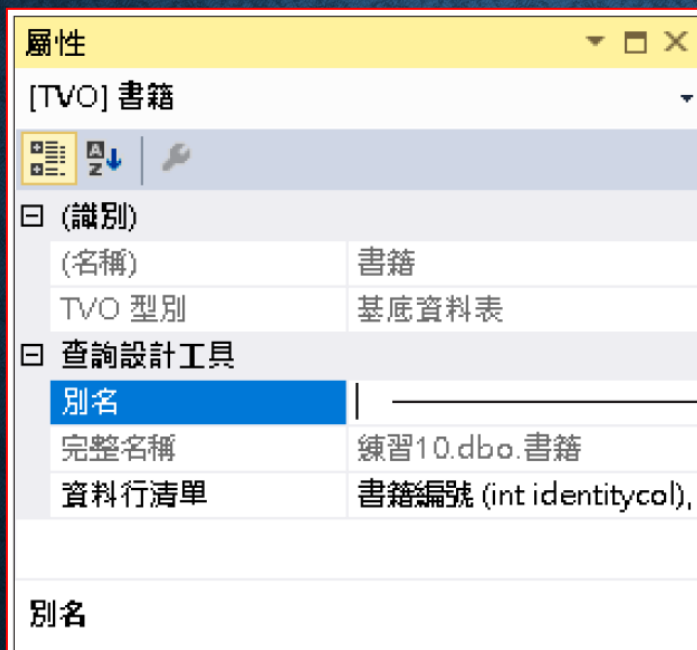 屬性
[TVO] 書籍
(識別)
(名稱) 書籍
TVO 型別 基底資料表
查詢設計工具
別名
完整名稱 練習10.dbo.書籍
資料行清單 書籍編號 (int identitycol),
別名